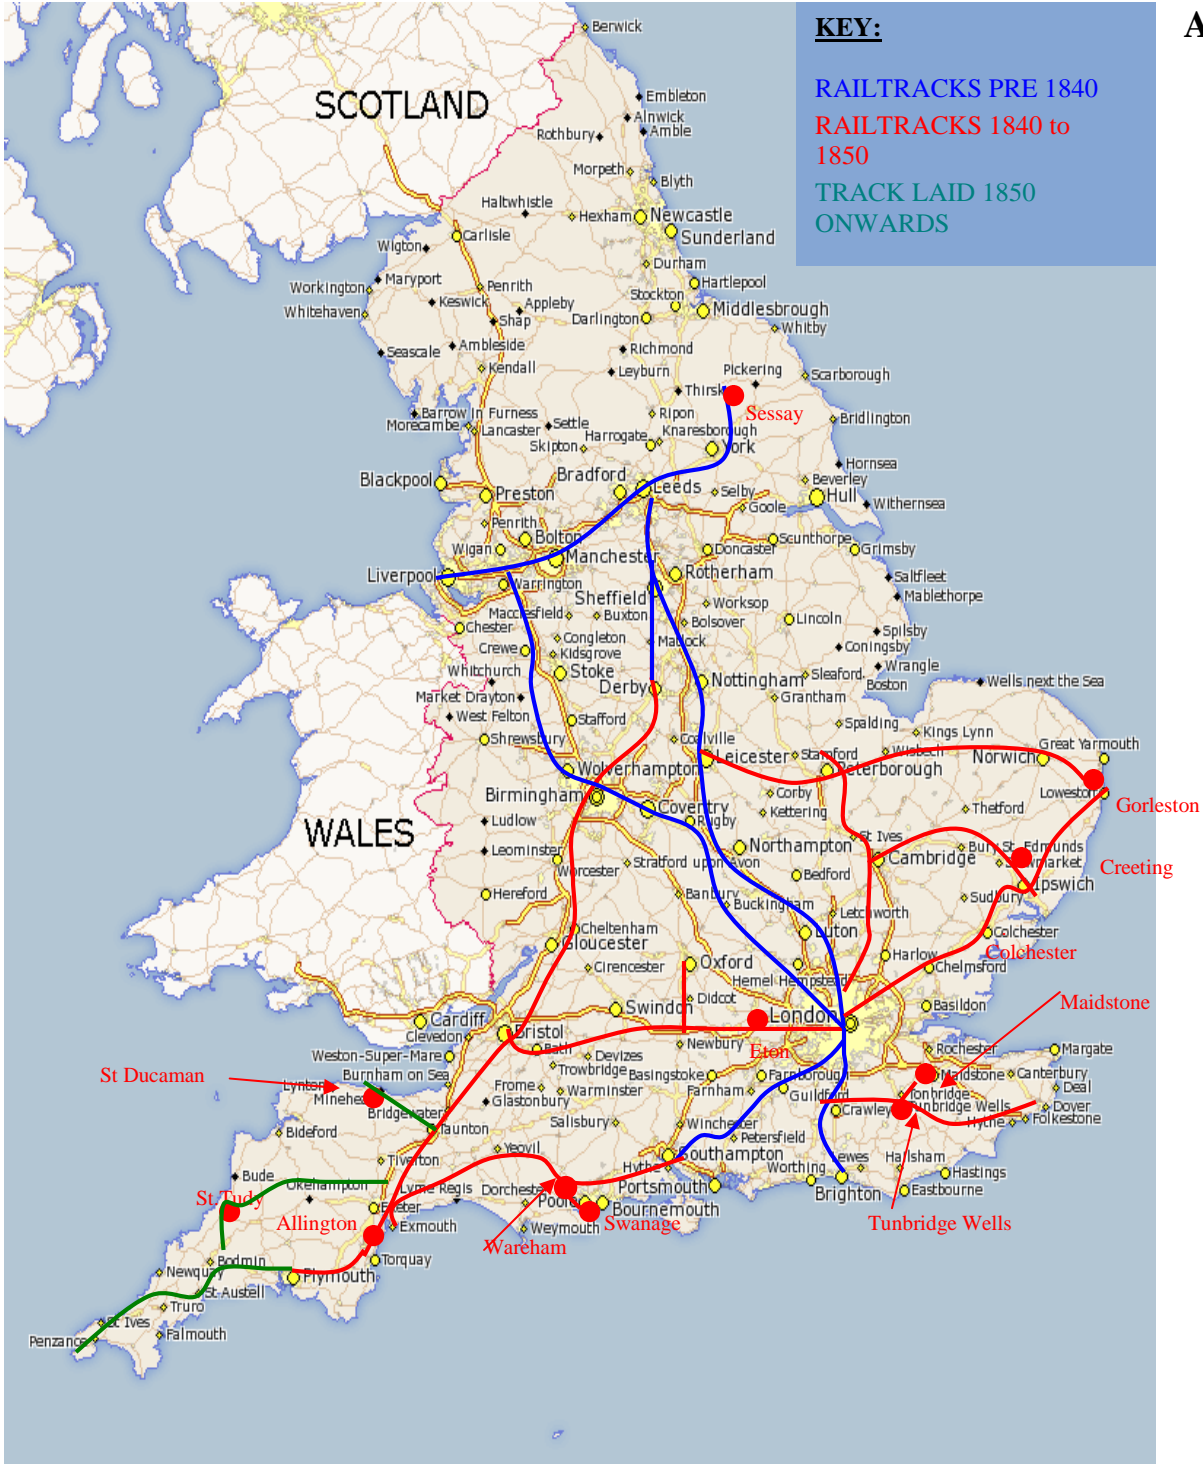 A
KEY:
RAILTRACKS PRE 1840
RAILTRACKS 1840 to
1850
TRACK LAID 1850
ONWARDS
Berwick
SCOTLAND
Embleton
Alnwick
Amble
Rothbury
Morpeth
Blyth
Haltwhistle
Hexham
Newcastle
Carlisle
Sunderland
Wigton
Durham
Maryport
Workington
Penrith
Hartlepool
Stockton
Keswick
Appleby
Whitehaven
Shap
Darlington
Middlesbrough
Whitby
Seascale
Ambleside
Richmond
Kendall
Leyburn
Pickering
Scarborough
Thirsk
Sessay
Barrow In Furness
Ripon
Bridlington
Morecambe
Lancaster
Settle
Harrogate
Knaresborough
Skipton
York
Hornsea
Blackpool
Bradford
Leeds
Beverley
Preston
Selby
Hull
Goole
Withernsea
Penrith
Bolton
Scunthorpe
Wigan
Manchester
Doncaster
Grimsby
Liverpool
Warrington
Rotherham
Saltfleet
Sheffield
Mablethorpe
Macclesfield
Buxton
Worksop
Chester
Bolsover
Lincoln
Congleton
Matlock
Spilsby
Crewe
Kidsgrove
Coningsby
Whitchurch
Stoke
Wrangle
Derby
Nottingham
Sleaford
Boston
Wells next the Sea
Market Drayton
Grantham
West Felton
Stafford
Spalding
Kings Lynn
Shrewsbury
Coalville
Leicester
Stamford
Wisbech
Norwich
Great Yarmouth
Wolverhampton
Peterborough
Birmingham
Corby
Loweston
Gorleston
Coventry
Kettering
Thetford
Ludlow
Rugby
WALES
St Ives
Leominster
Northampton
Bury St. Edmunds
Worcester
Stratford upon Avon
Cambridge
Creeting
Bedford
Hereford
Banbury
Sudbury
Ipswich
Buckingham
Letchworth
Cheltenham
Luton
Colchester
Gloucester
Harlow
Colchester
Cirencester
Oxford
Chelmsford
Hemel Hempstead
Didcot
Swindon
London
Basildon
Maidstone
Cardiff
Bristol
Clevedon
Newbury
Eton
Bath
Rochester
Margate
Weston-Super-Mare
Devizes
Trowbridge
St Ducaman
Burnham on Sea
Basingstoke
Farnborough
Maidstone
Canterbury
Lynton
Frome
Warminster
Farnham
Deal
Minehead
Glastonbury
Guildford
Tonbridge
Bridgewater
Crawley
Tunbridge Wells
Dover
Folkestone
Hythe
Bideford
Taunton
Salisbury
Winchester
Petersfield
Yeovil
Southampton
Tiverton
Hythe
Worthing
Lewes
Hailsham
Hastings
Bude
Okehampton
Lyme Regis
Dorchester
Portsmouth
Brighton
Eastbourne
St Tudy
Allington
Exeter
Poole
Bournemouth
Exmouth
Weymouth
Swanage
Tunbridge Wells
Wareham
Bodmin
Torquay
Newquay
Plymouth
St Austell
Truro
St Ives
Penzance
Falmouth